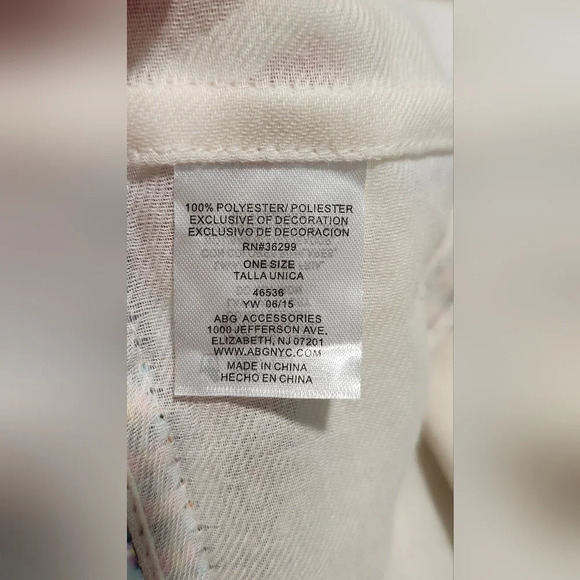 100% POLYESTER/ POLIESTER
EXCLUSIVE OF DECORATION
EXCLUSIVO DE DECORACION
RN#36299
ONE SIZE
TALLA UNICA
46536
YW 06/15
ABG ACCESSORIES
1000 JEFFERSON AVE.
ELIZABETH, NJ 07201
WWW.ABGNYC.COM
MADE IN CHINA
HECHO EN CHINA